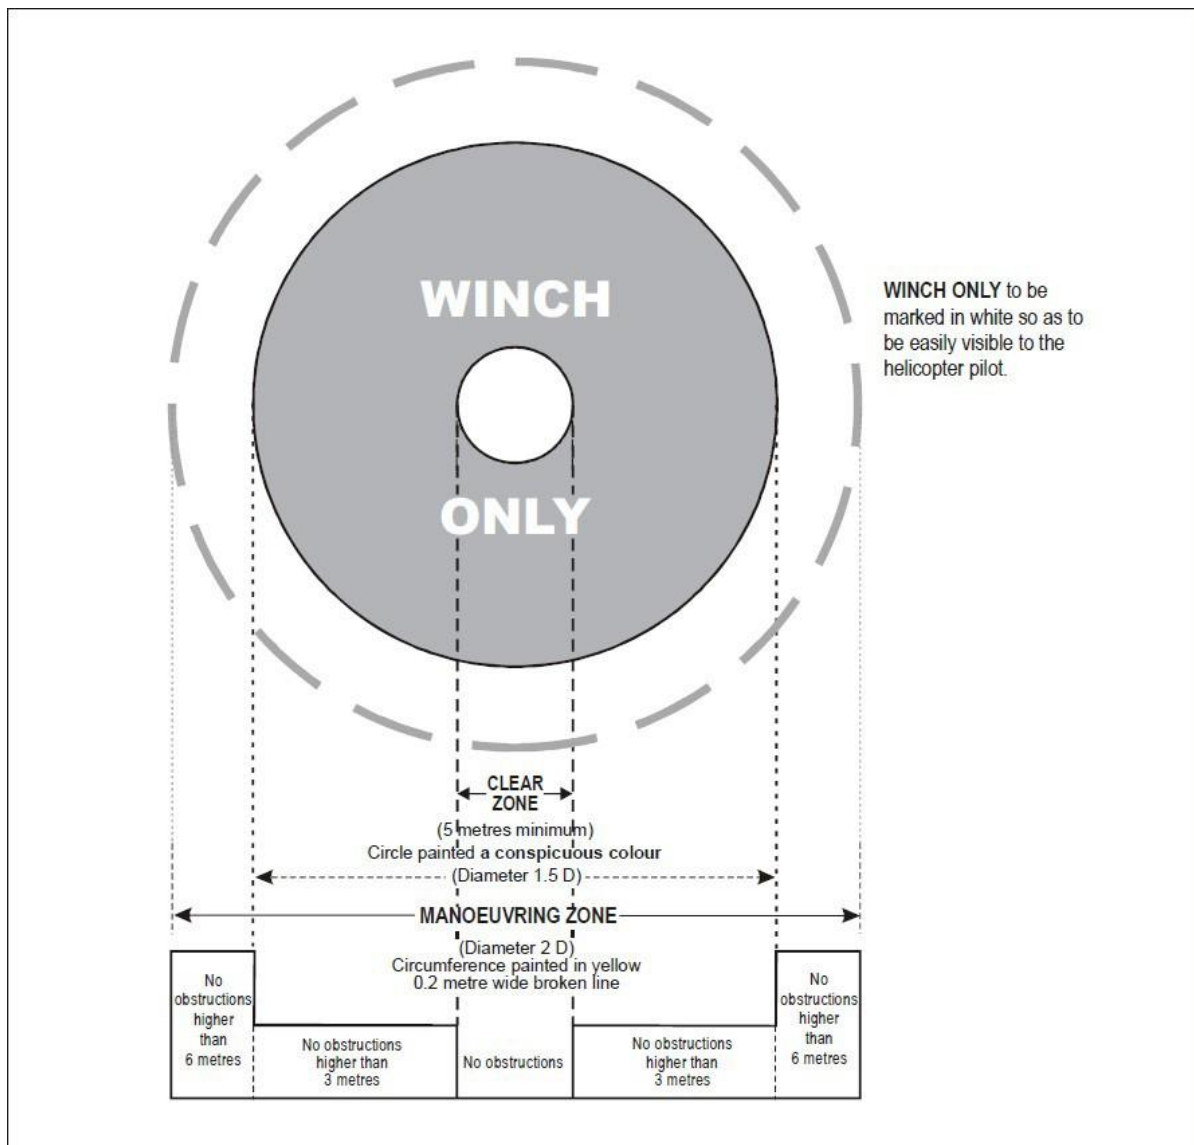 WINCH
ONLY
WINCH ONLY to be
marked in white so as to
be easily visible to the
helicopter pilot.
CLEAR
ZONE
(5 metres minimum)
Circle painted a conspicuous colour
(Diameter 1.5 D)
MANOEUVRING ZONE
(Diameter 2 D)
Circumference painted in yellow
0.2 metre wide broken line
No
obstructions
higher
than
6 metres
No obstructions
higher than
3 metres
No obstructions
No obstructions
higher than
3 metres
No
obstructions
higher
than
6 metres